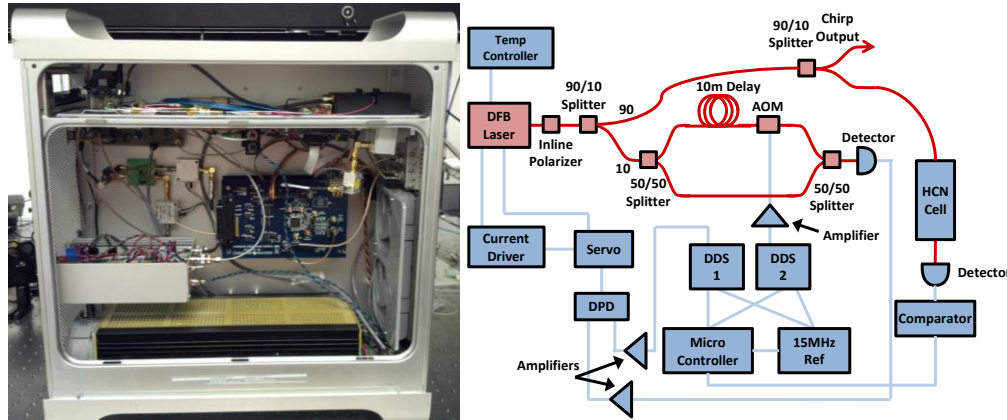 Temp
Controller
90/10
Splitter
Chirp
Output
90/10
Splitter
10m Delay
AOM
DFB
Laser
90
Inline
Polarizer
10
50/50
Splitter
Detector
50/50
Splitter
HCN
Cell
Amplifier
Current
Driver
Servo
DDS
1
DDS
2
Detector
DPD
Comparator
Micro
Controller
15MHz
Ref
Amplifiers